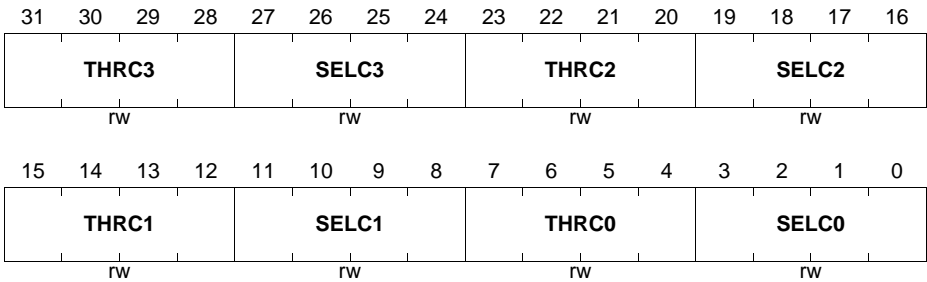 31 30 29 28 27 26 25 24 23 22 21 20 19 18 17 16
THRC3 SELC3 THRC2 SELC2
rw rw rw rw
15 14 13 12 11 10 9 8 7 6 5 4 3 2 1 0
THRC1 SELC1 THRC0 SELC0
rw rw rw rw